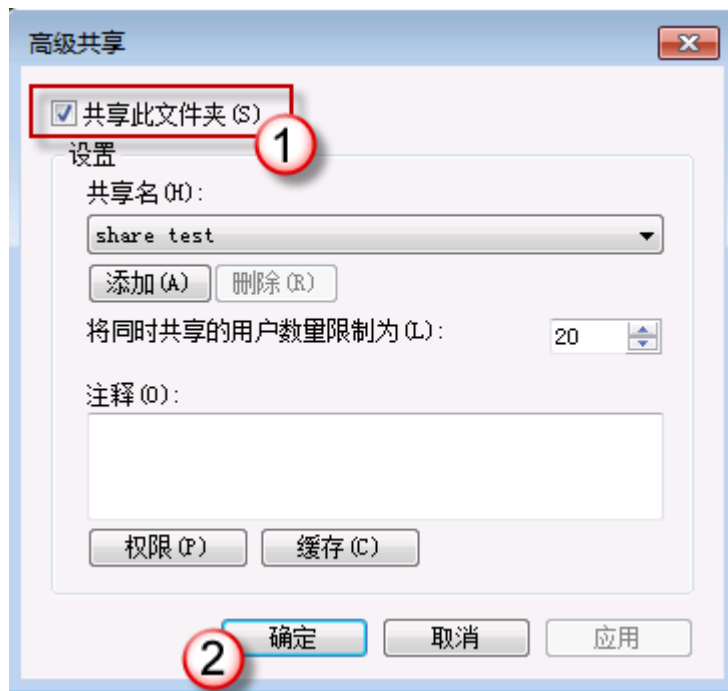 高级共享
共享此文件夹(S)
1
设置
共享名(H):
share test
添加(A) 删除(R)
将同时共享的用户数量限制为(L): 20
注释(O):
权限(P) 缓存(C)
2 确定 取消 应用